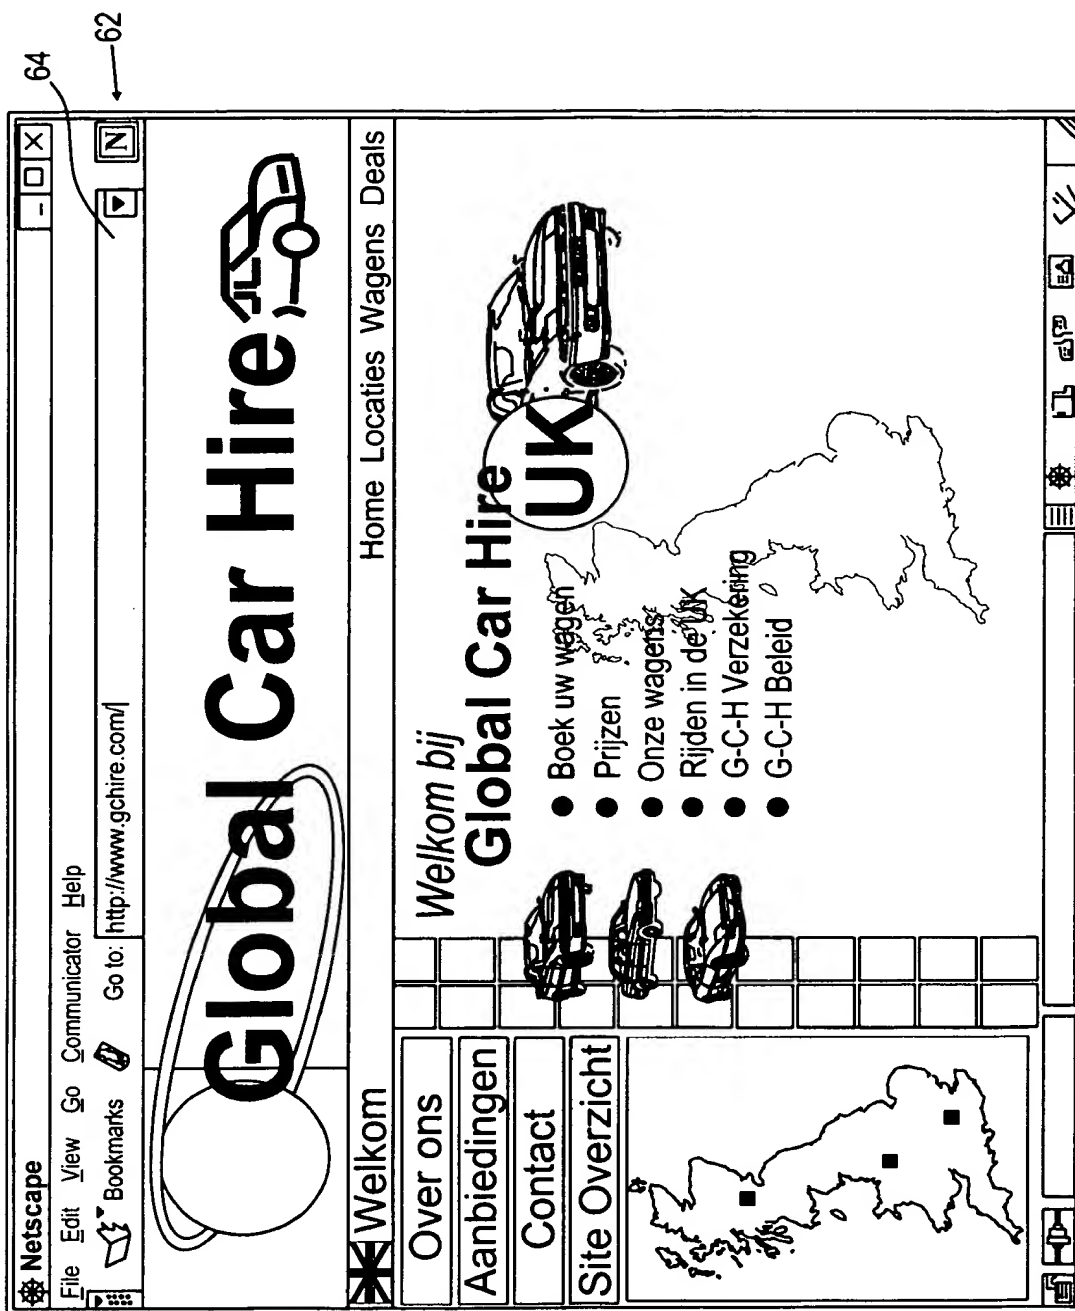 64
62
Netscape
File Edit View Go Communicator Help
Bookmarks Go to: http://www.gchire.com/
N
Global Car Hire
Welkom
Home Locaties Wagens Deals
Over ons
Aanbiedingen
Contact
Site Overzicht
Welkom bij
Global Car Hire
UK
Boek uw wagen
Prijzen
Onze wagens
Rijden in de UK
G-C-H Verzekering
G-C-H Beleid